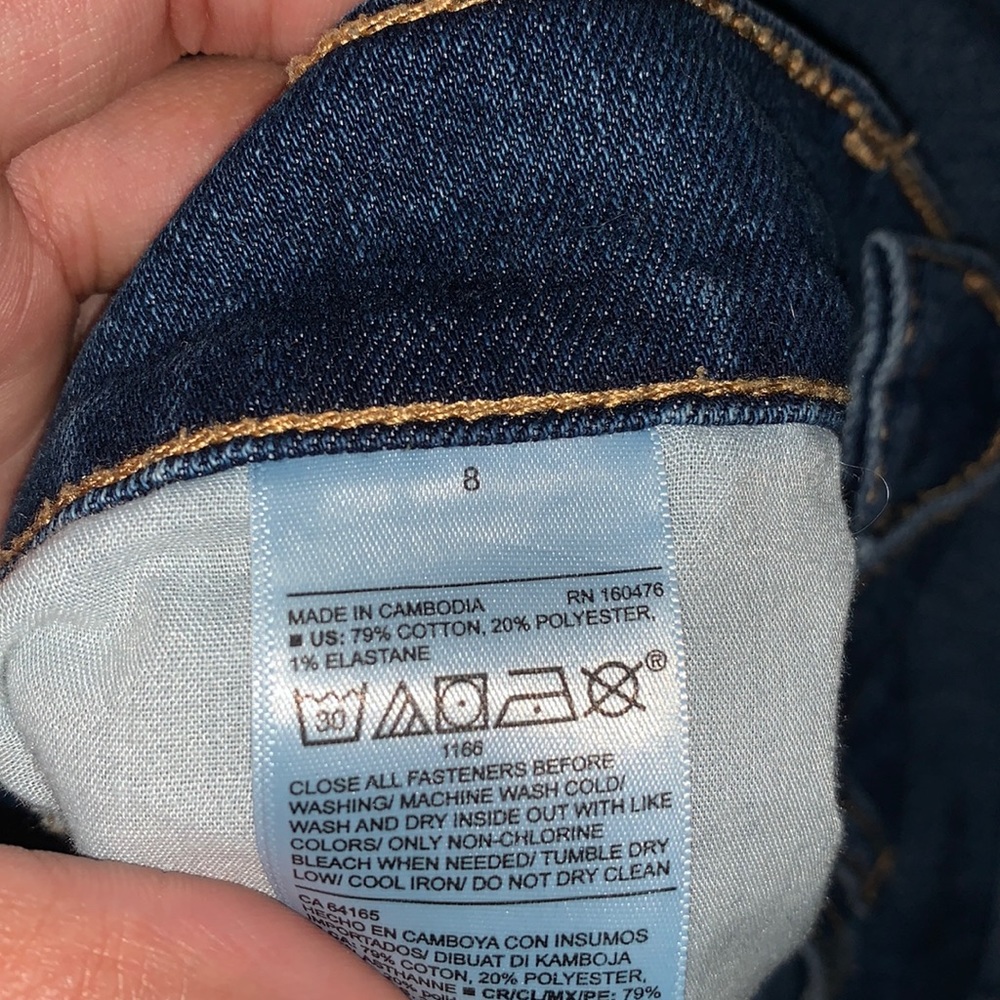 8
MADE IN CAMBODIA RN 160476
■ US: 79% COTTON, 20% POLYESTER,
1% ELASTANE
30 ®
1166
CLOSE ALL FASTENERS BEFORE
WASHING/ MACHINE WASH COLD/
WASH AND DRY INSIDE OUT WITH LIKE
COLORS/ ONLY NON-CHLORINE
BLEACH WHEN NEEDED/ TUMBLE DRY
LOW/ COOL IRON/ DO NOT DRY CLEAN
CA 64165
HECHO EN CAMBOYA CON INSUMOS
IMPORTADOS/ DIBUAT DI KAMBOJA
CA: 79% COTON, 20% POLYESTER,
■ CR/CL/MX/PE: 79%